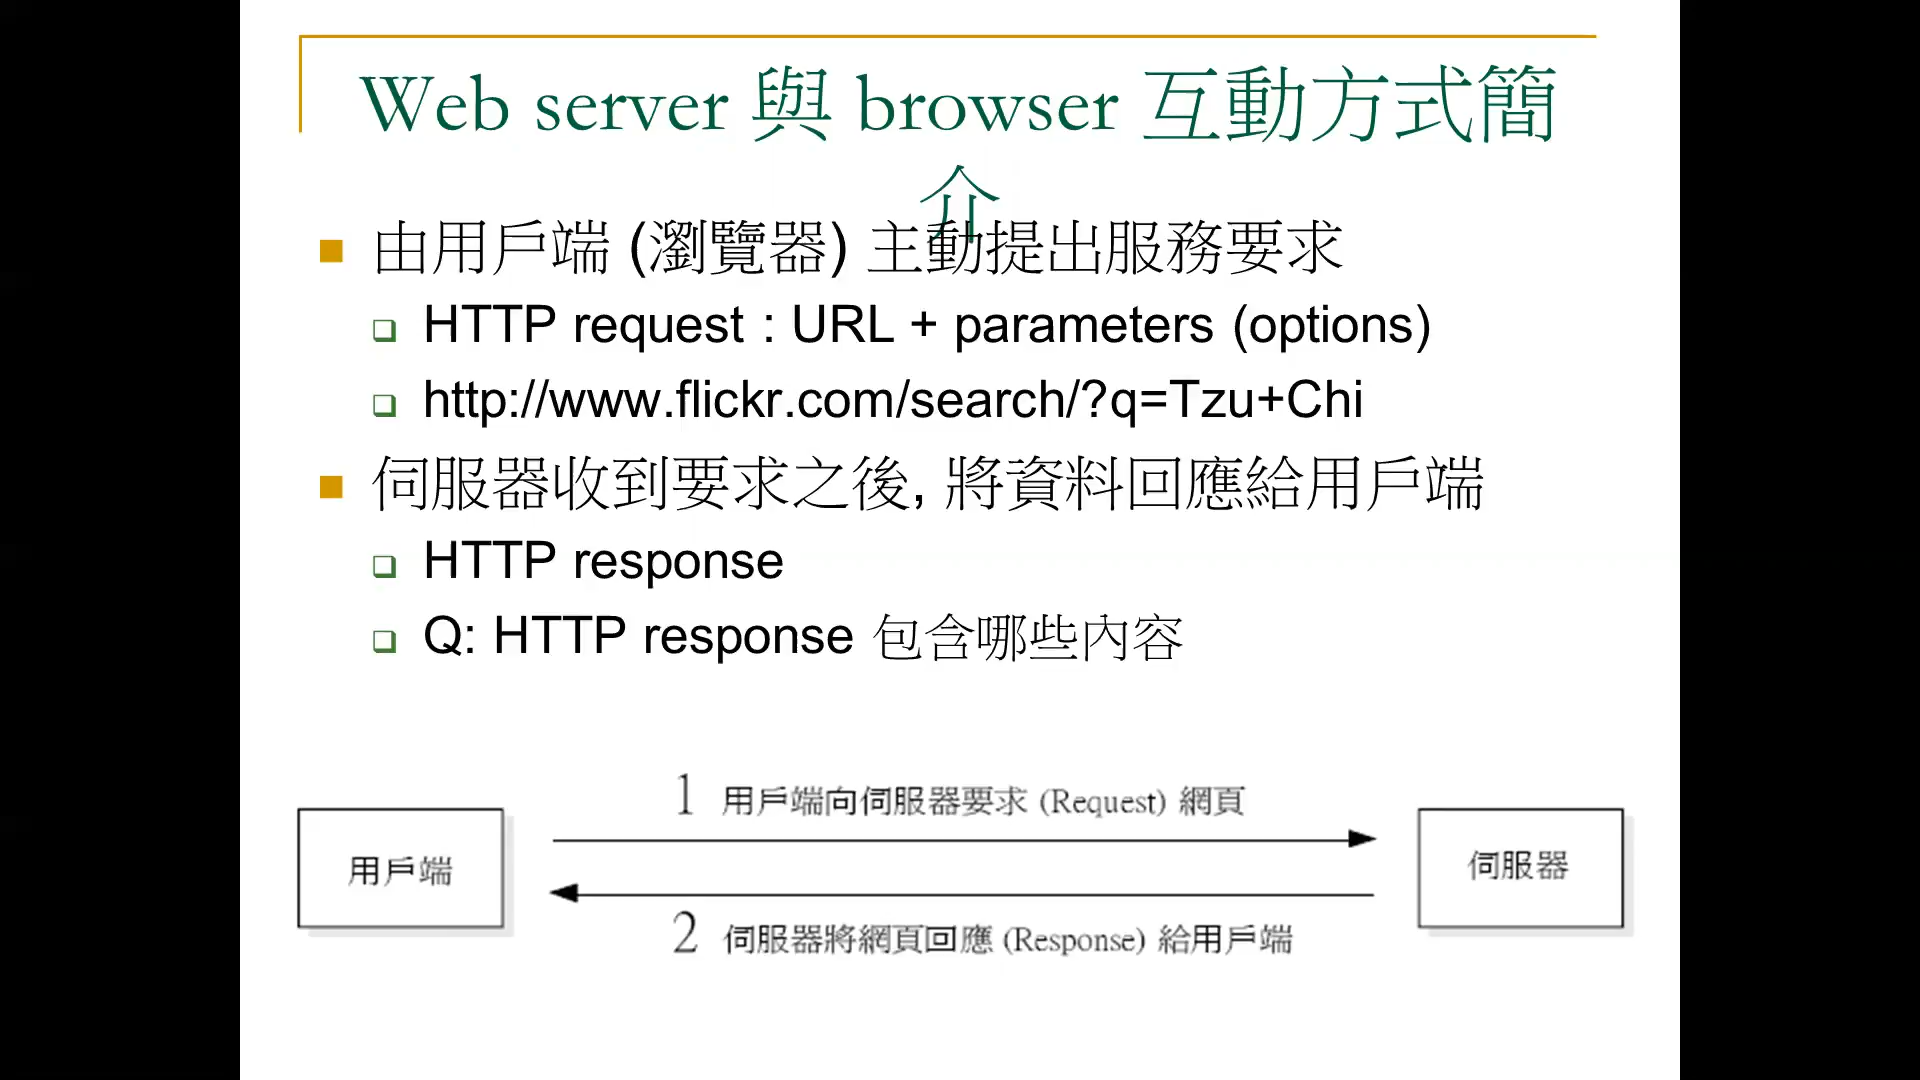 Web server 與 browser 互動方式簡
介
由用戶端 (瀏覽器) 主動提出服務要求
HTTP request : URL + parameters (options)
http://www.flickr.com/search/?q=Tzu+Chi
伺服器收到要求之後, 將資料回應給用戶端
HTTP response
Q: HTTP response 包含哪些內容
1 用戶端向伺服器要求 (Request) 網頁
用戶端
伺服器
2 伺服器將網頁回應 (Response) 給用戶端